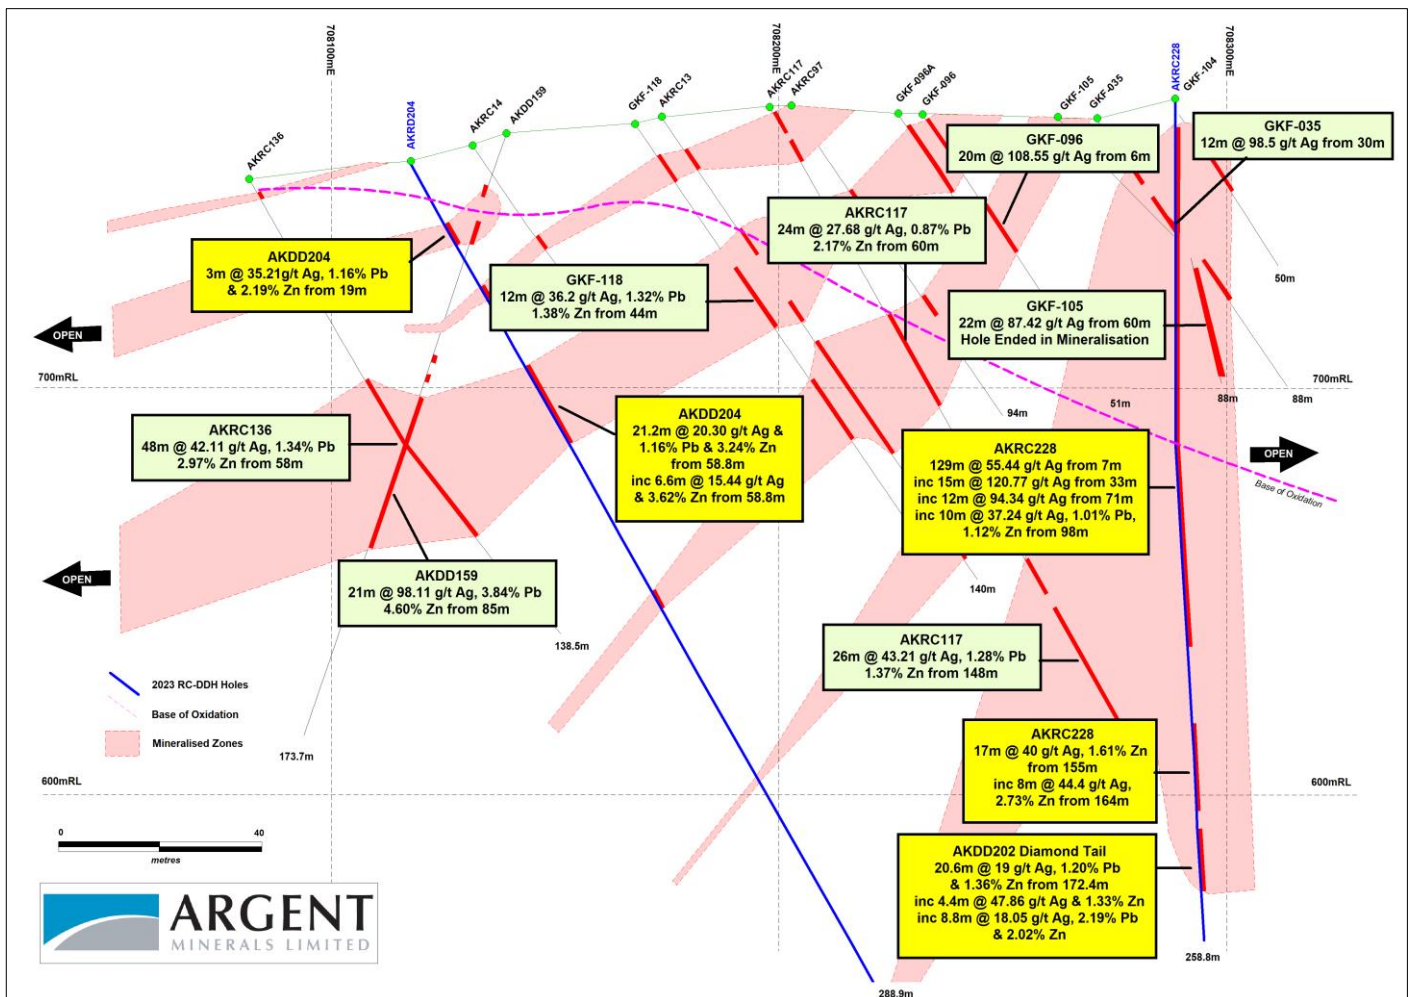 708100mE
708200mE
708300mE
AKRC136
AKRD204
AKRC14
AKDD159
GKF-118
AKRC13
AKRC117
AKRC97
GKF-096A
GKF-096
GKF-105
GKF-035
AKRC228
GKF-104
GKF-096
20m @ 108.55 g/t Ag from 6m
GKF-035
12m @ 98.5 g/t Ag from 30m
AKRC117
24m @ 27.68 g/t Ag, 0.87% Pb
2.17% Zn from 60m
AKDD204
3m @ 35.21g/t Ag, 1.16% Pb
& 2.19% Zn from 19m
GKF-118
12m @ 36.2 g/t Ag, 1.32% Pb
1.38% Zn from 44m
GKF-105
22m @ 87.42 g/t Ag from 60m
Hole Ended in Mineralisation
50m
OPEN
700mRL
700mRL
88m
88m
51m
94m
AKRC136
48m @ 42.11 g/t Ag, 1.34% Pb
2.97% Zn from 58m
AKDD204
21.2m @ 20.30 g/t Ag &
1.16% Pb & 3.24% Zn
from 58.8m
inc 6.6m @ 15.44 g/t Ag
& 3.62% Zn from 58.8m
AKRC228
129m @ 55.44 g/t Ag from 7m
inc 15m @ 120.77 g/t Ag from 33m
inc 12m @ 94.34 g/t Ag from 71m
inc 10m @ 37.24 g/t Ag, 1.01% Pb,
1.12% Zn from 98m
OPEN
Base of Oxidation
OPEN
AKDD159
21m @ 98.11 g/t Ag, 3.84% Pb
4.60% Zn from 85m
140m
138.5m
AKRC117
26m @ 43.21 g/t Ag, 1.28% Pb
1.37% Zn from 148m
2023 RC-DDH Holes
Base of Oxidation
Mineralised Zones
173.7m
AKRC228
17m @ 40 g/t Ag, 1.61% Zn
from 155m
inc 8m @ 44.4 g/t Ag,
2.73% Zn from 164m
600mRL
600mRL
0 40
metres
AKDD202 Diamond Tail
20.6m @ 19 g/t Ag, 1.20% Pb
& 1.36% Zn from 172.4m
inc 4.4m @ 47.86 g/t Ag & 1.33% Zn
inc 8.8m @ 18.05 g/t Ag, 2.19% Pb
& 2.02% Zn
ARGENT
MINERALS LIMITED
258.8m
288.9m